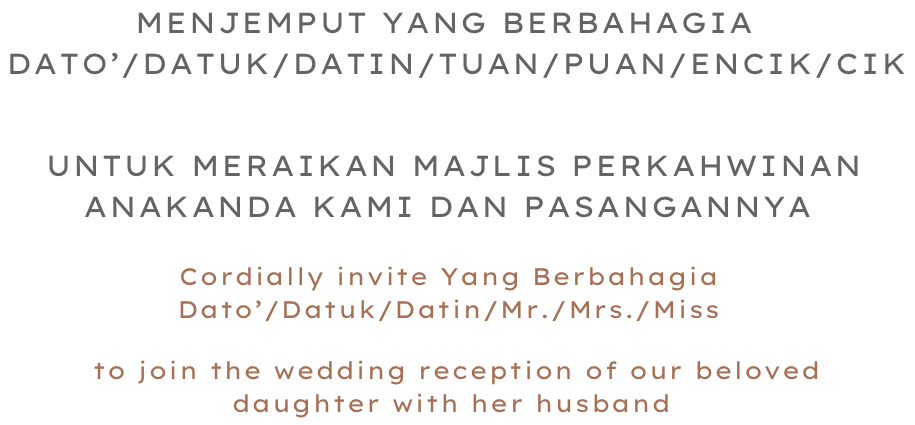 MENJEMPUT YANG BERBAHAGIA
DATO’/DATUK/DATIN/TUAN/PUAN/ENCIK/CIK
UNTUK MERAIKAN MAJLIS PERKAHWINAN
ANAKANDA KAMI DAN PASANGANNYA
Cordially invite Yang Berbahagia
Dato’/Datuk/Datin/Mr./Mrs./Miss
to join the wedding reception of our beloved
daughter with her husband